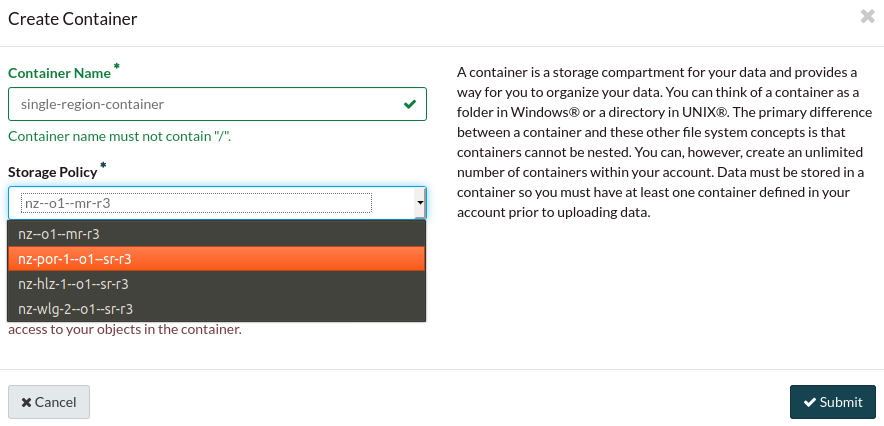 Create Container
✖
Container Name *
single-region-container
Container name must not contain "/".
Storage Policy *
nz--o1--mr-r3
nz--o1--mr-r3
nz-por-1--o1--sr-r3
nz-hlz-1--o1--sr-r3
nz-wlg-2--o1--sr-r3
access to your objects in the container.
A container is a storage compartment for your data and provides a
way for you to organize your data. You can think of a container as a
folder in Windows® or a directory in UNIX®. The primary difference
between a container and these other file system concepts is that
containers cannot be nested. You can, however, create an unlimited
number of containers within your account. Data must be stored in a
container so you must have at least one container defined in your
account prior to uploading data.
✖ Cancel
✔ Submit